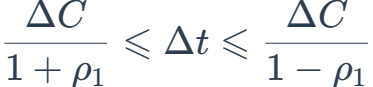 \frac{\Delta C}{1 + \rho_1} \leqslant \Delta t \leqslant \frac{\Delta C}{1 - \rho_1}